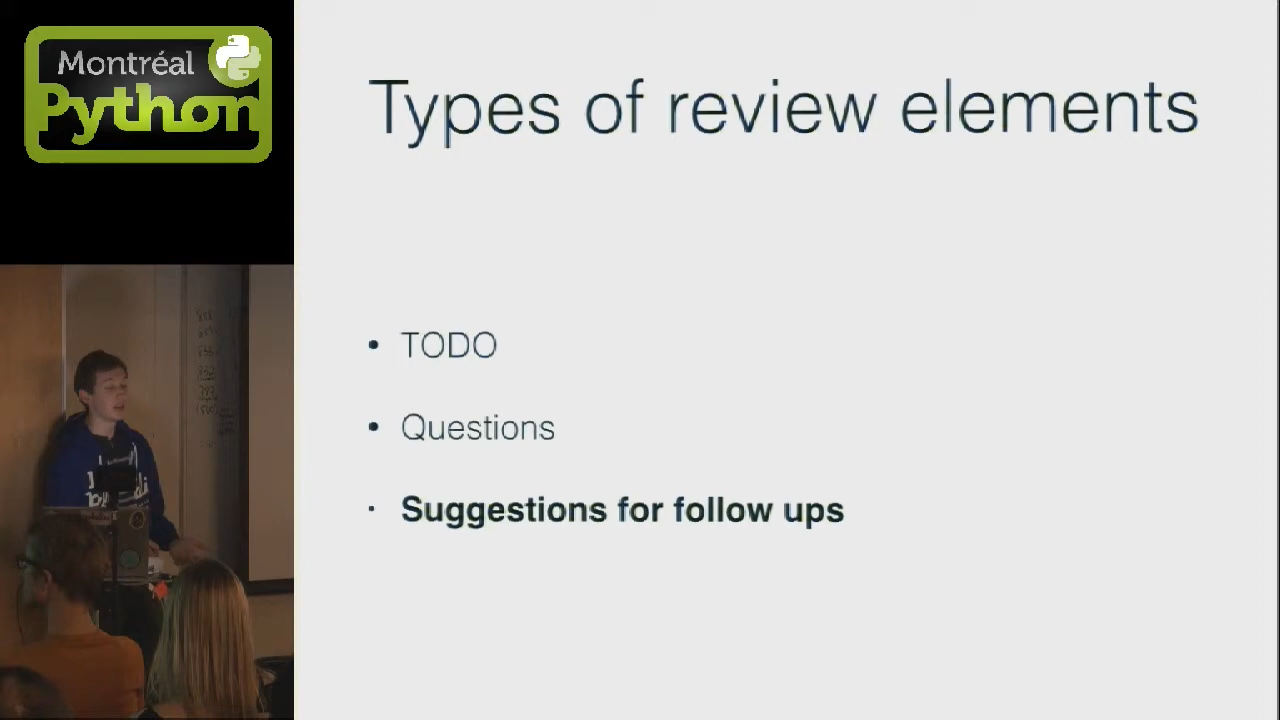 Montréal
Python
Types of review elements
• TODO
• Questions
• Suggestions for follow ups